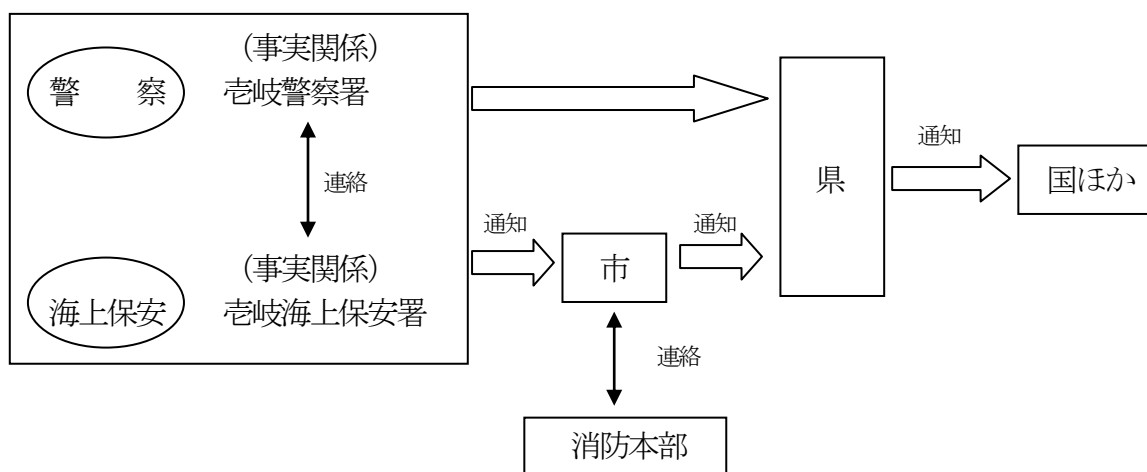 （事実関係）
警　　察
壱岐警察署
連絡
（事実関係）
海上保安
壱岐海上保安署
通知
市
通知
県
通知
国ほか
連絡
消防本部